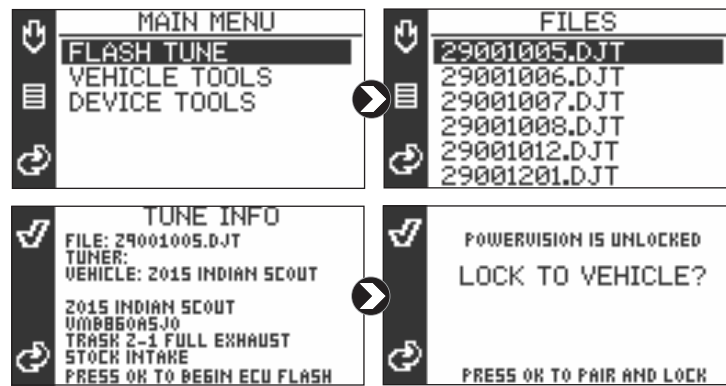 MAIN MENU
FLASH TUNE
VEHICLE TOOLS
DEVICE TOOLS
FILES
29001005.DJT
29001006.DJT
29001007.DJT
29001008.DJT
29001012.DJT
29001201.DJT
TUNE INFO
FILE: 29001005.DJT
TUNER:
VEHICLE: 2015 INDIAN SCOUT
2015 INDIAN SCOUT
VMB860A5J0
TRASK 2-1 FULL EXHAUST
STOCK INTAKE
PRESS OK TO BEGIN ECU FLASH
POWERVISION IS UNLOCKED
LOCK TO VEHICLE?
PRESS OK TO PAIR AND LOCK